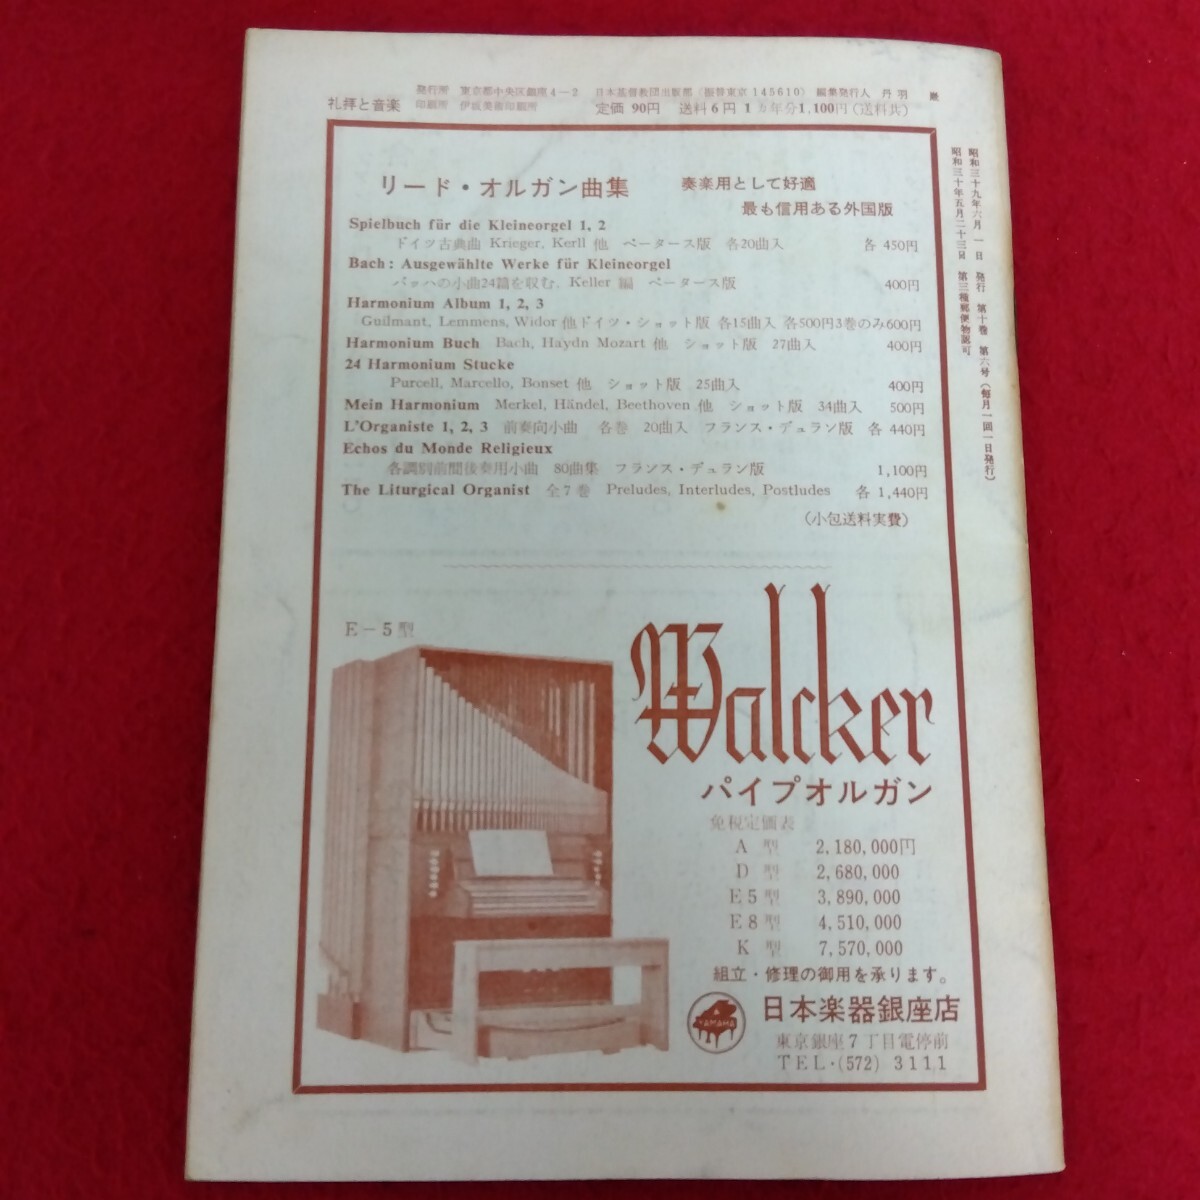 礼拝と音楽
発行所 東京都中央区銀座4-2 日本基督教団出版部(振替東京 145610) 編集発行人 丹羽
印刷所 定価 90円 送料6円 1カ年分1,100円(送料共)
昭和三十九年六月一日 発行 第十巻 第六号(毎月一回一日発行)
昭和三十年五月二十三日 第三種郵便物認可
リード・オルガン曲集 奏楽用として好適
最も信用ある外国版
Spielbuch für die Kleineorgel 1, 2
ドイツ古典曲 Krieger, Kerll 他 ペータース版 各20曲入 各 450円
Bach: Ausgewählte Werke für Kleineorgel
バッハの小曲24篇を収む. Keller 編 ペータース版 400円
Harmonium Album 1, 2, 3
Guilmant, Lemmens, Widor 他 ドイツ・ショット版 各15曲入 各500円3巻のみ600円
Harmonium Buch Bach, Haydn Mozart 他 ショット版 27曲入 400円
24 Harmonium Stucke
Purcell, Marcello, Bonset 他 ショット版 25曲入 400円
Mein Harmonium Merkel, Händel, Beethoven 他 ショット版 34曲入 500円
L'Organiste 1, 2, 3 前奏向小曲 各巻 20曲入 フランス・デュラン版 各 440円
Echos du Monde Religieux
各調別前間後奏用小曲 80曲集 フランス・デュラン版 1,100円
The Liturgical Organist 全7巻 Preludes, Interludes, Postludes 各 1,440円
(小包送料実費)
E-5型
Walcker
パイプオルガン
免税定価表
A 型 2,180,000円
D 型 2,680,000
E5型 3,890,000
E8型 4,510,000
K 型 7,570,000
組立・修理の御用を承ります。
YAMAHA
日本楽器銀座店
東京銀座7丁目電停前
TEL・(572) 3111